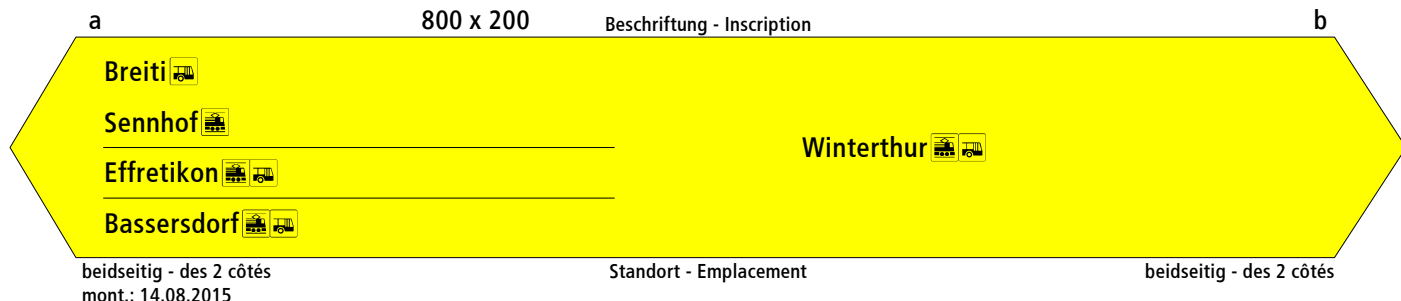 a 800 x 200 Beschriftung - Inscription b
Breiti
Sennhof
Effretikon
Bassersdorf
Winterthur
beidseitig - des 2 côtés Standort - Emplacement beidseitig - des 2 côtés
mont.: 14.08.2015